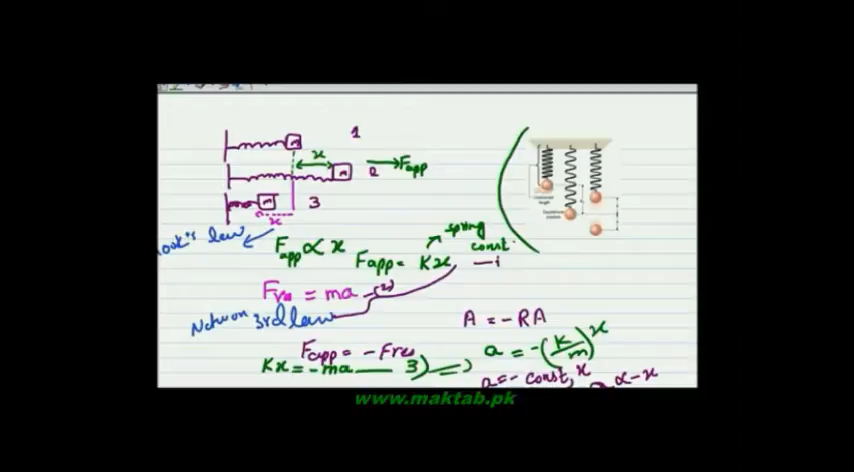 1
x
m
m
2
Fapp
m
3
x
Hook's law
Fapp ∝ x
spring
const.
Fapp = Kx — i
Fres = ma — (2)
Newton 3rd law
A = -RA
Fapp = -Fres
a = -(K/m)x
Kx = -ma — 3) =>
a = - const, x
a ∝ -x
www.maktab.pk